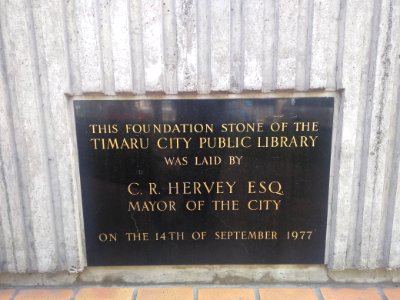 THIS FOUNDATION STONE OF THE
TIMARU CITY PUBLIC LIBRARY
WAS LAID BY
C. R. HERVEY ESQ.
MAYOR OF THE CITY
ON THE 14TH OF SEPTEMBER 1977